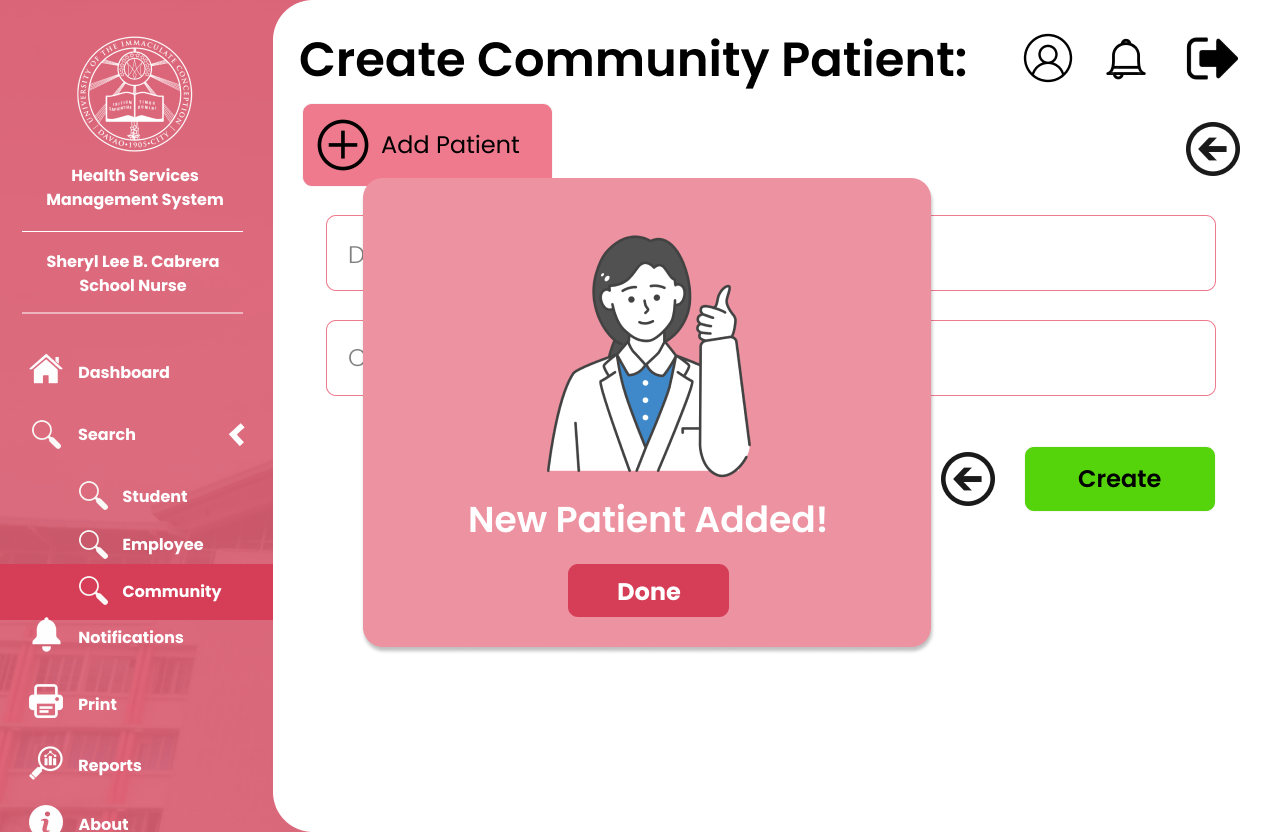 UNIVERSITY OF THE IMMACULATE CONCEPTION
DAVAO • 1905 • CITY
Health Services
Management System
Sheryl Lee B. Cabrera
School Nurse
Dashboard
Search
Student
Employee
Community
Notifications
Print
Reports
About
Create Community Patient:
Add Patient
D
Create
New Patient Added!
Done